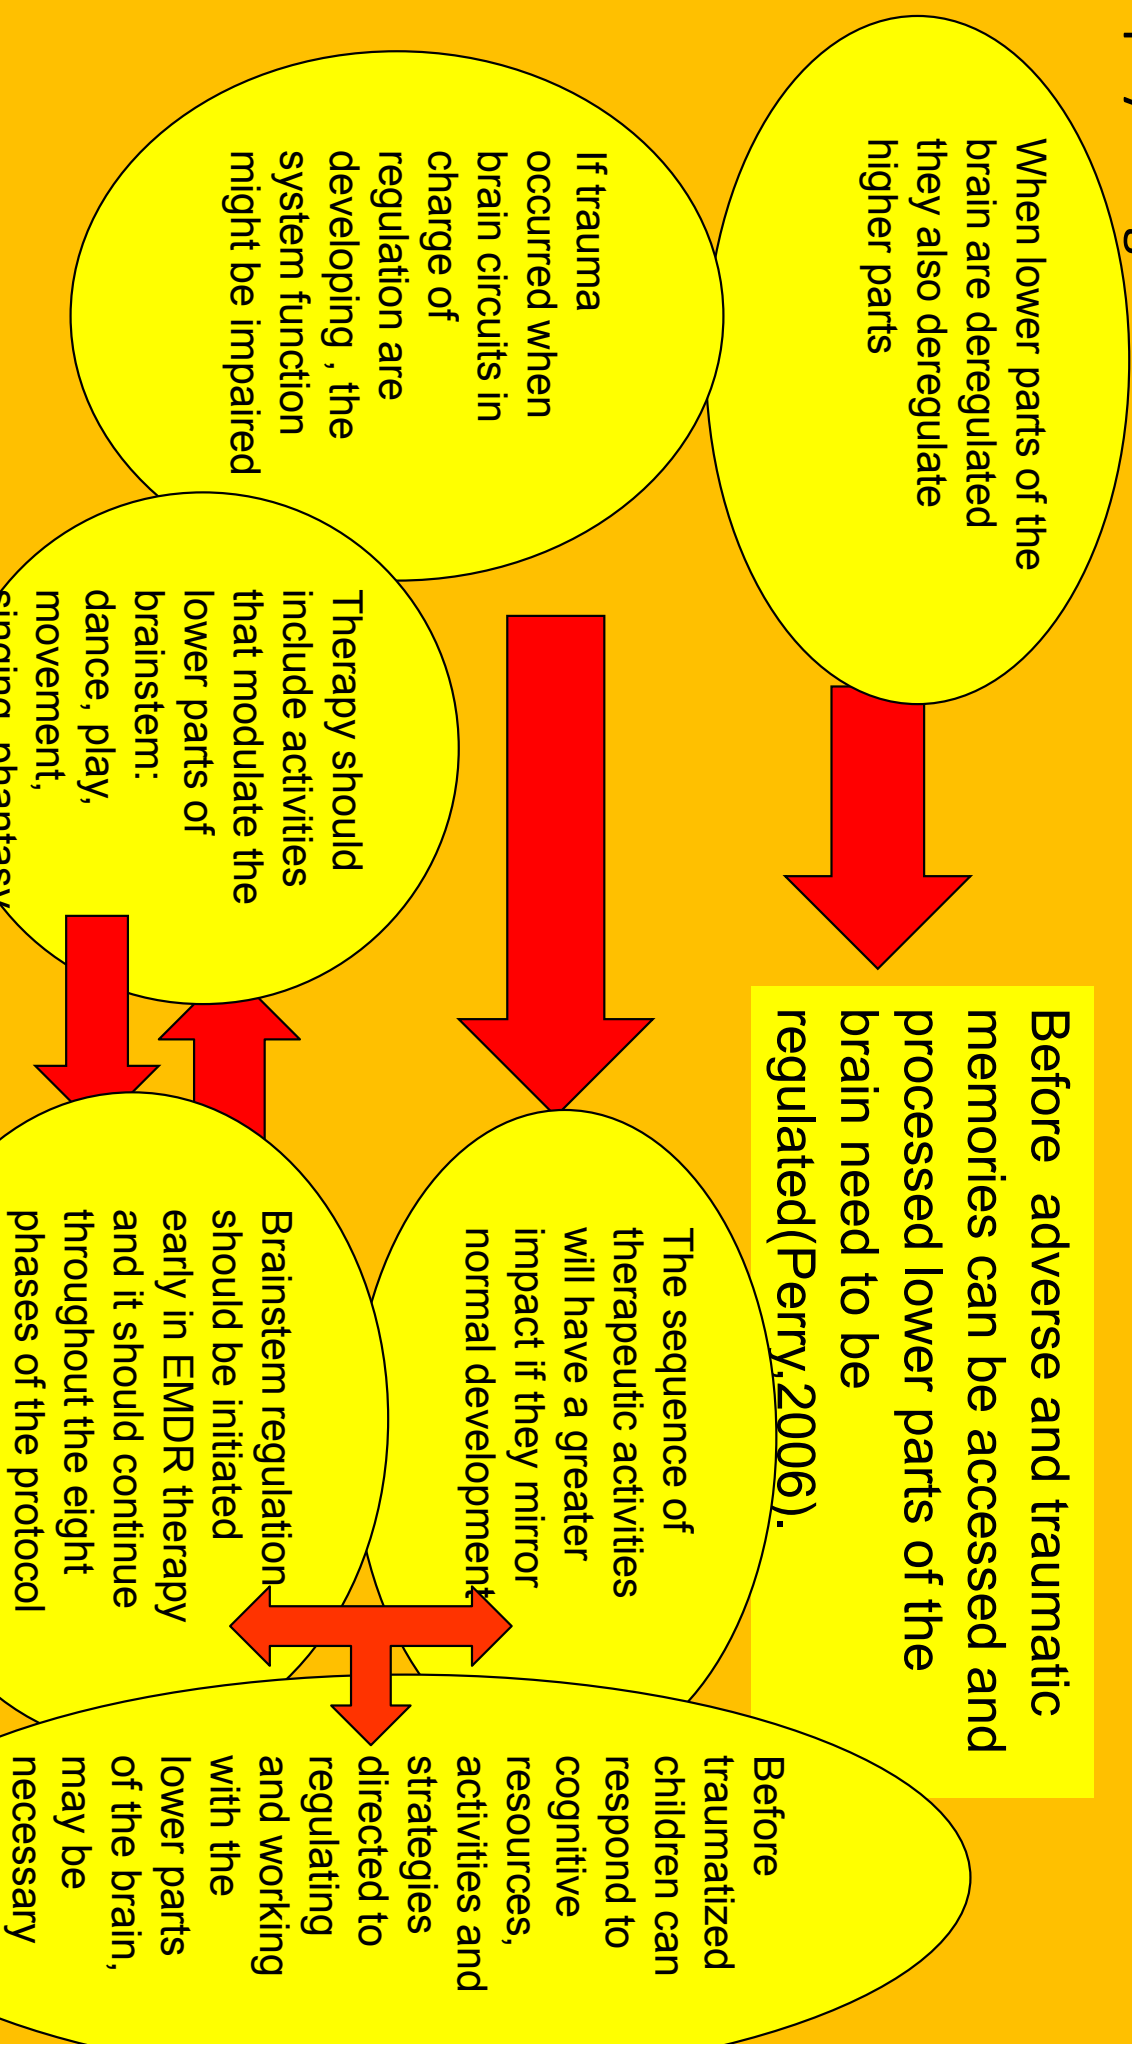 When lower parts of the
brain are deregulated
they also deregulate
higher parts
Before adverse and traumatic
memories can be accessed and
processed lower parts of the
brain need to be
regulated(Perry,2006).
If trauma
occurred when
brain circuits in
charge of
regulation are
developing , the
system function
might be impaired
The sequence of
therapeutic activities
will have a greater
impact if they mirror
normal development
Before
traumatized
children can
respond to
cognitive
resources,
activities and
strategies
directed to
regulating
and working
with the
lower parts
of the brain,
may be
necessary
Therapy should
include activities
that modulate the
lower parts of
brainstem:
dance, play,
movement,
singing, phantasy
Brainstem regulation
should be initiated
early in EMDR therapy
and it should continue
throughout the eight
phases of the protocol